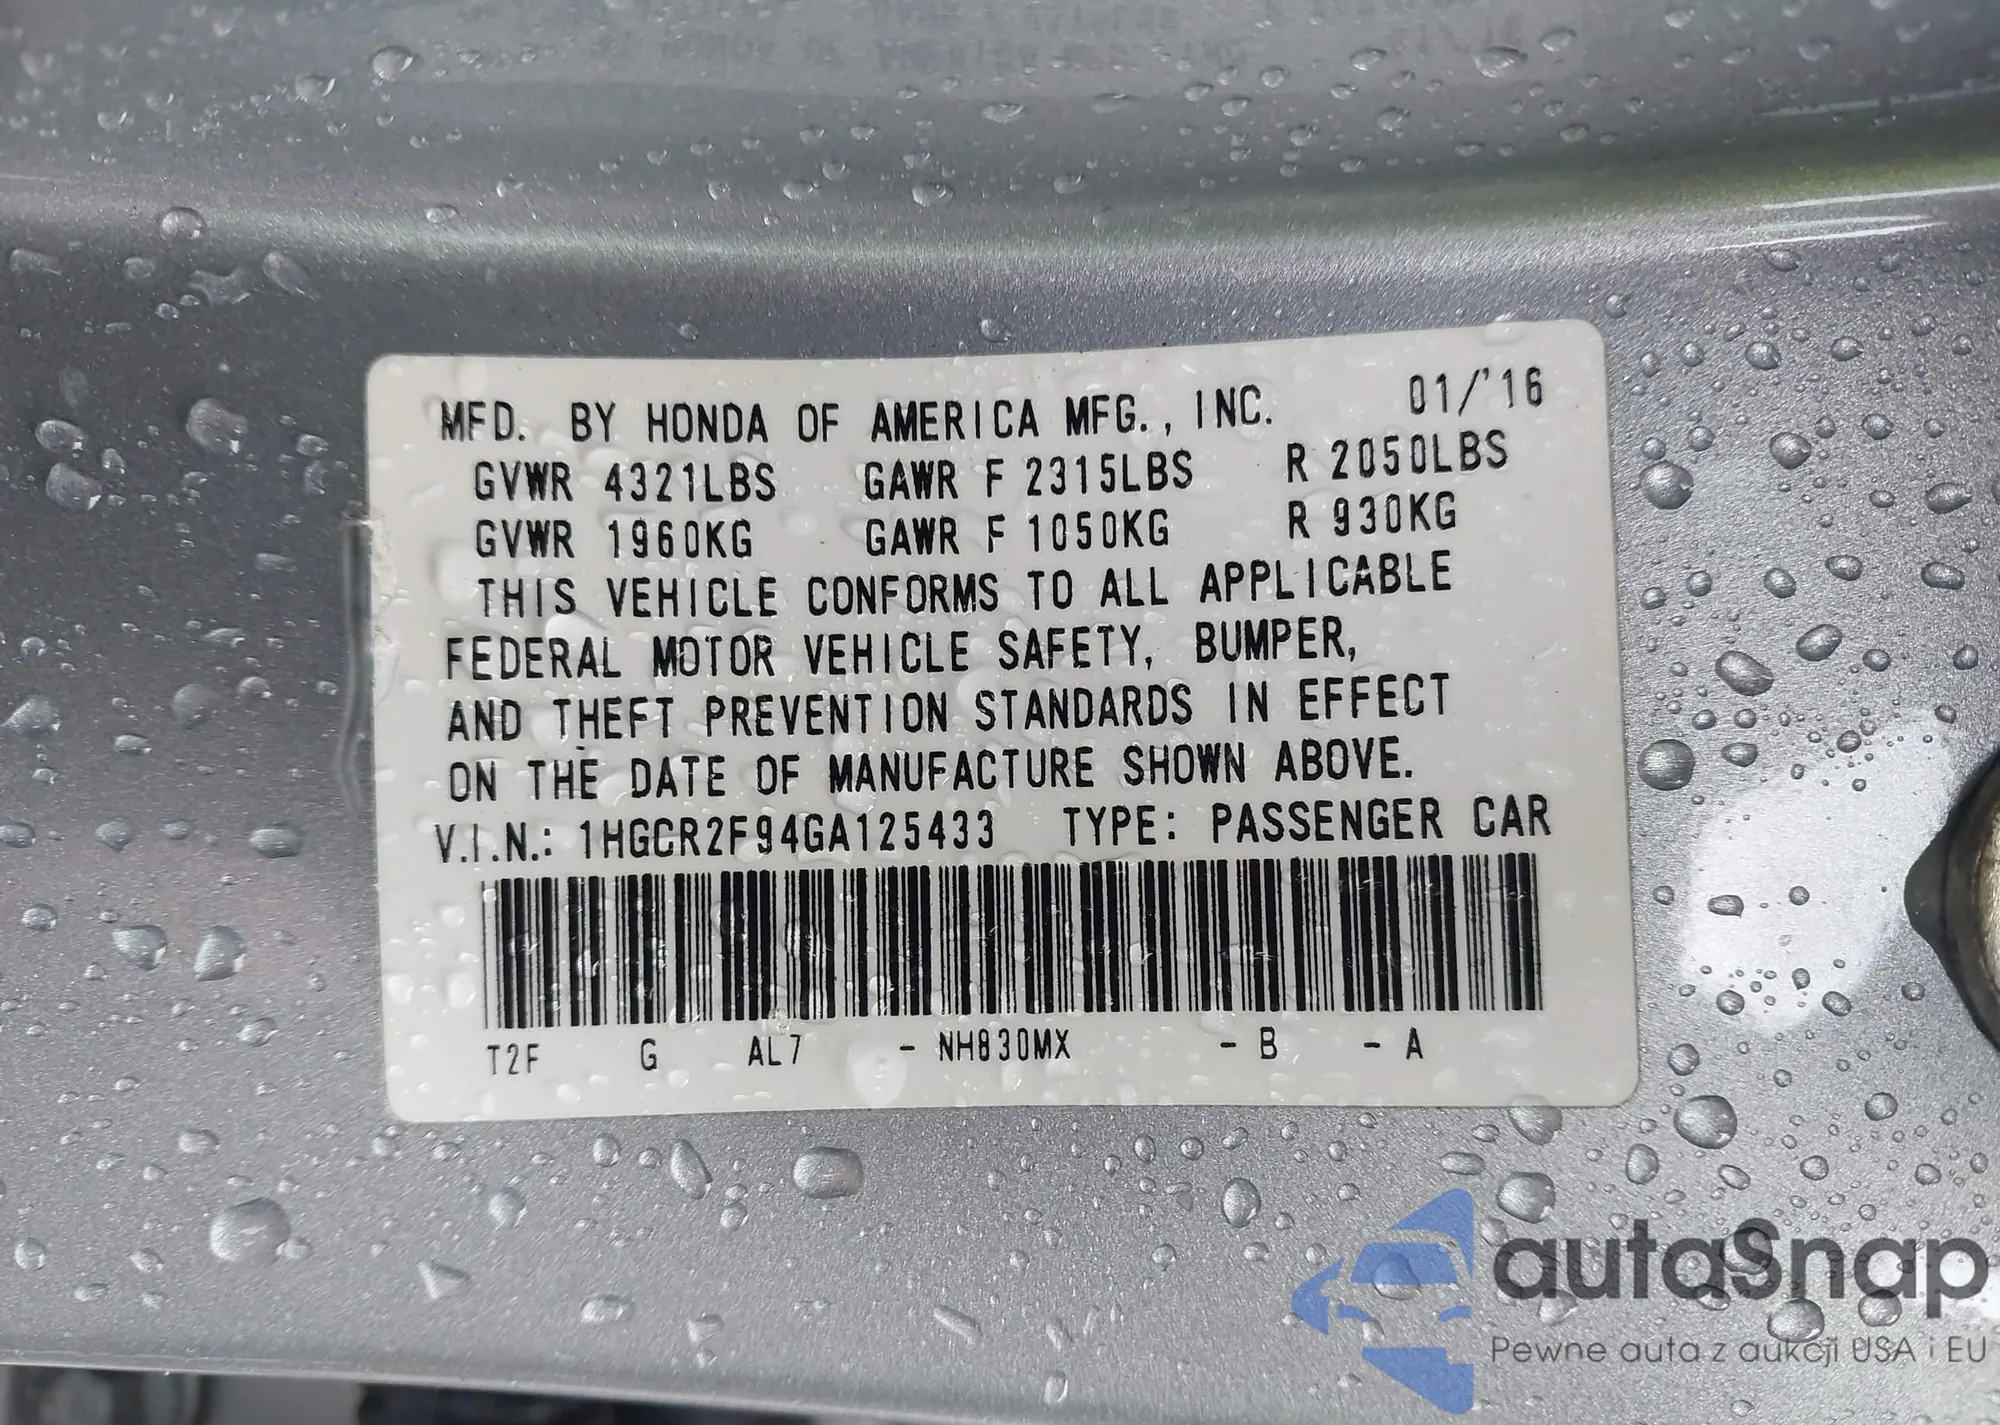 MFD. BY HONDA OF AMERICA MFG., INC. 01/'16
GVWR 4321LBS GAWR F 2315LBS R 2050LBS
GVWR 1960KG GAWR F 1050KG R 930KG
THIS VEHICLE CONFORMS TO ALL APPLICABLE
FEDERAL MOTOR VEHICLE SAFETY, BUMPER,
AND THEFT PREVENTION STANDARDS IN EFFECT
ON THE DATE OF MANUFACTURE SHOWN ABOVE.
V.I.N.: 1HGCR2F94GA125433 TYPE: PASSENGER CAR
T2F G AL7 - NH830MX - B - A
autaSnap
Pewne auta z aukcji USA i EU